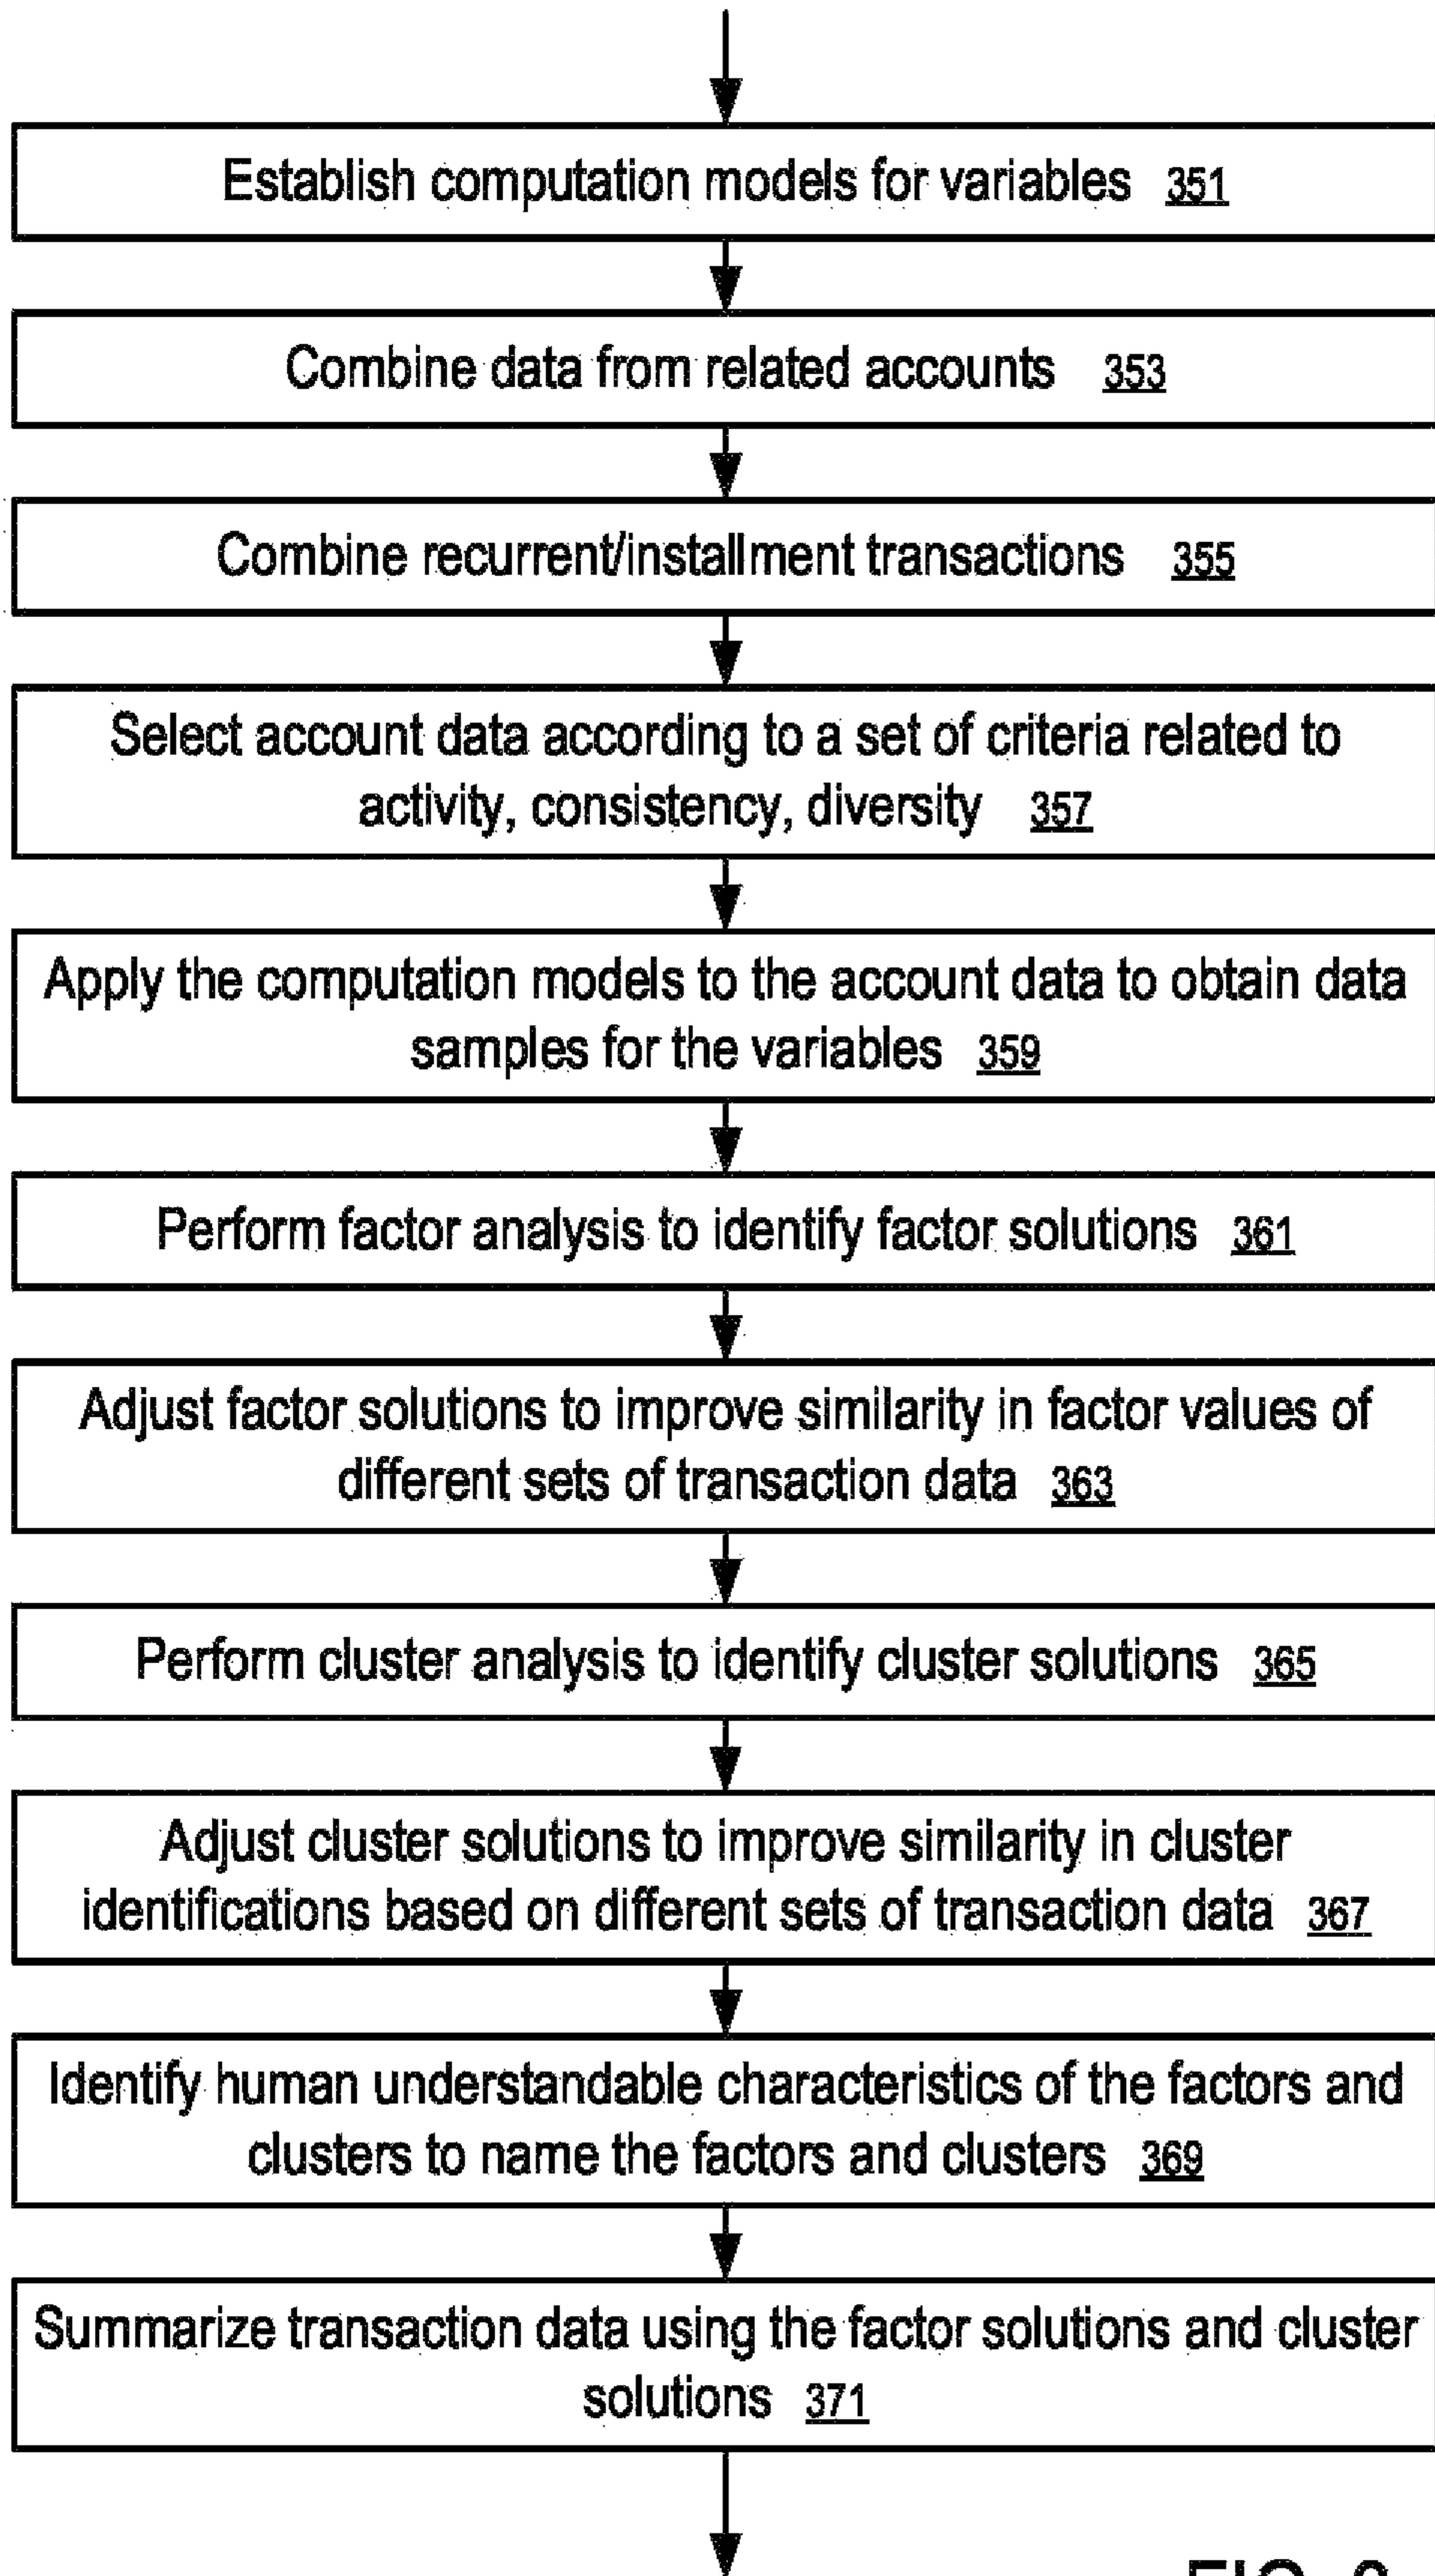 Establish computation models for variables 351
Combine data from related accounts 353
Combine recurrent/installment transactions 355
Select account data according to a set of criteria related to
activity, consistency, diversity 357
Apply the computation models to the account data to obtain data
samples for the variables 359
Perform factor analysis to identify factor solutions 361
Adjust factor solutions to improve similarity in factor values of
different sets of transaction data 363
Perform cluster analysis to identify cluster solutions 365
Adjust cluster solutions to improve similarity in cluster
identifications based on different sets of transaction data 367
Identify human understandable characteristics of the factors and
clusters to name the factors and clusters 369
Summarize transaction data using the factor solutions and cluster
solutions 371
FIG.